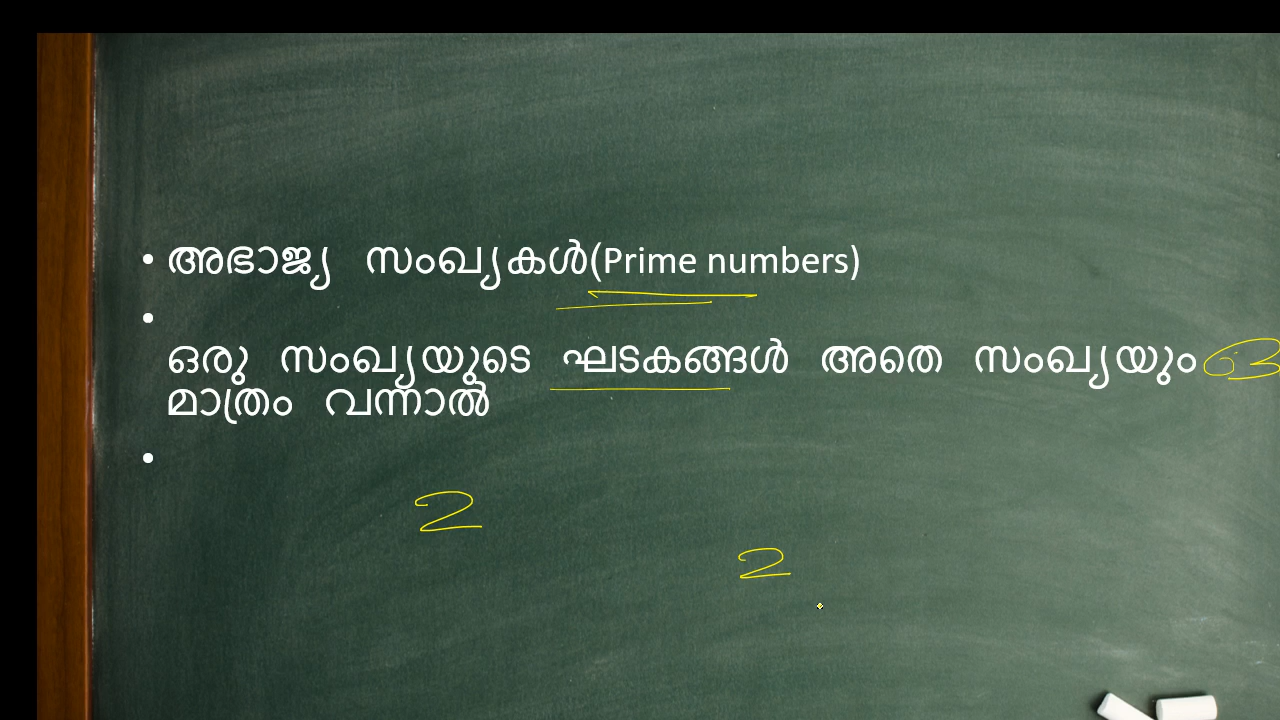 അഭാജ്യ സംഖ്യകൾ(Prime numbers)
ഒരു സംഖ്യയുടെ ഘടകങ്ങൾ അതെ സംഖ്യയും
മാത്രം വന്നാൽ
2
2